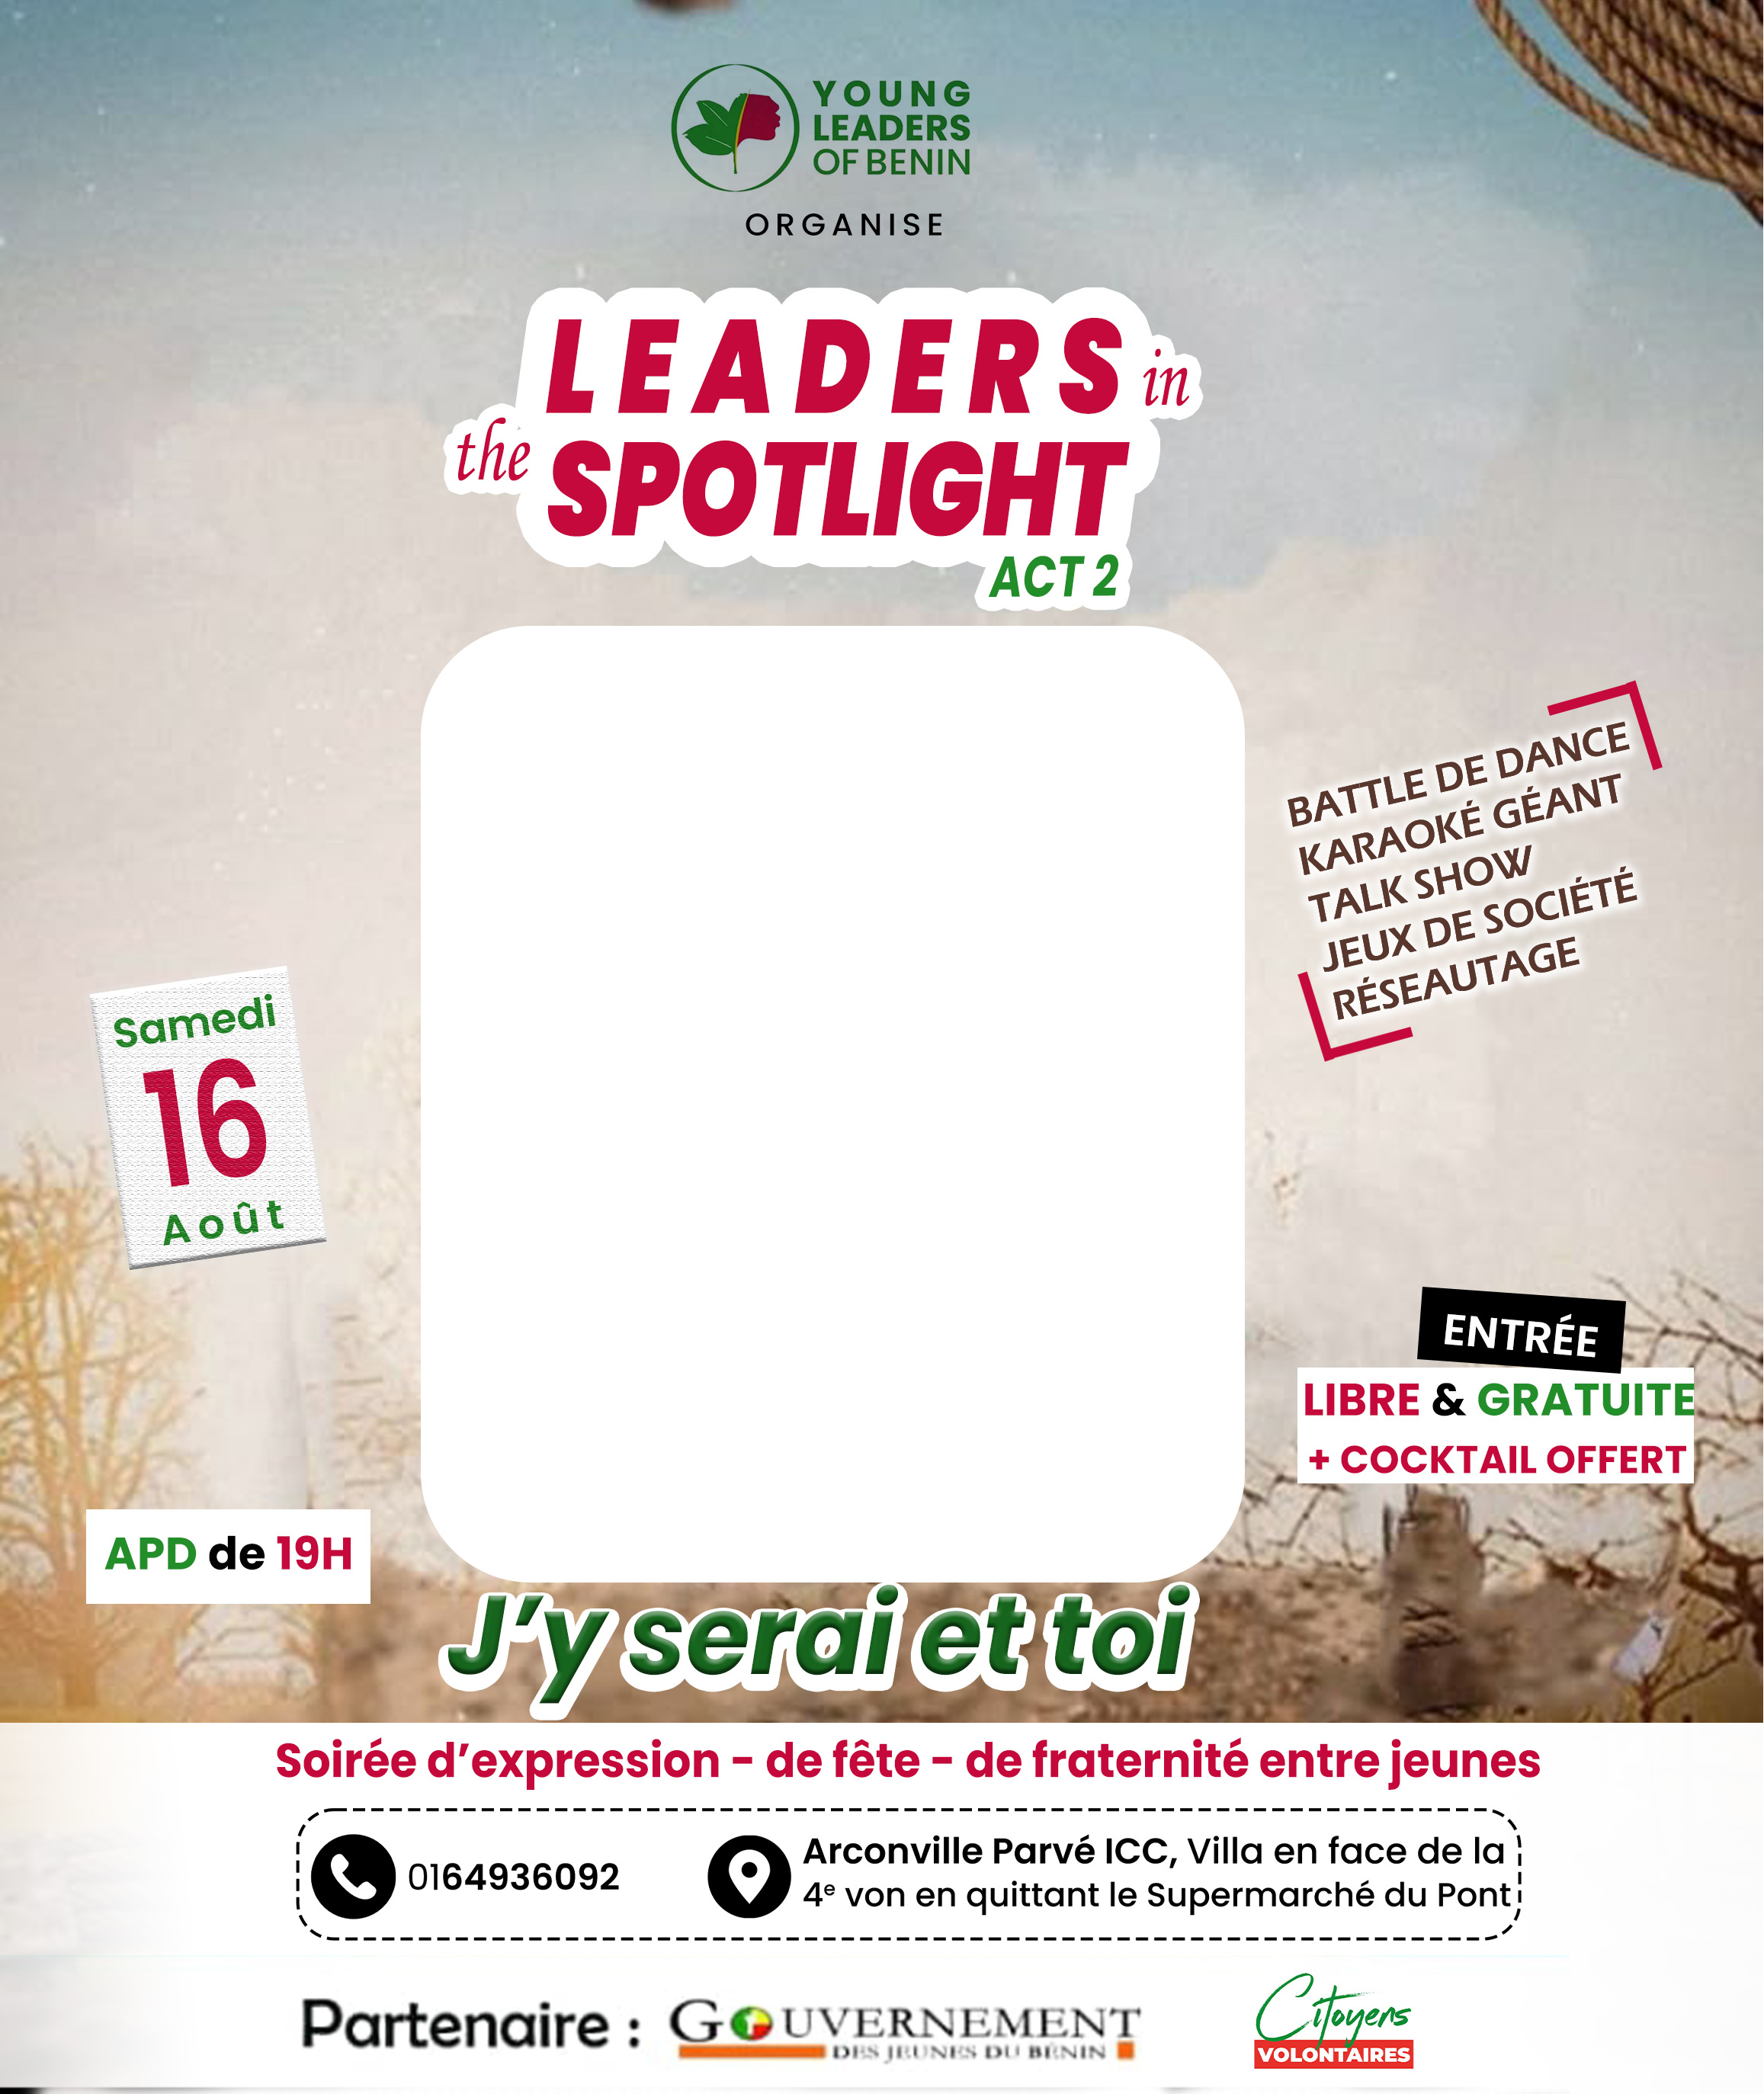 YOUNG
LEADERS
OF BENIN
ORGANISE
LEADERS in
the SPOTLIGHT
ACT 2
BATTLE DE DANCE
KARAOKÉ GÉANT
TALK SHOW
JEUX DE SOCIÉTÉ
RÉSEAUTAGE
Samedi
16
Août
ENTRÉE
LIBRE & GRATUITE
+ COCKTAIL OFFERT
APD de 19H
J'y serai et toi
Soirée d'expression - de fête - de fraternité entre jeunes
0164936092
Arconville Parvé ICC, Villa en face de la
4e von en quittant le Supermarché du Pont
Partenaire :
GOUVERNEMENT
DES JEUNES DU BÉNIN
Citoyens
VOLONTAIRES